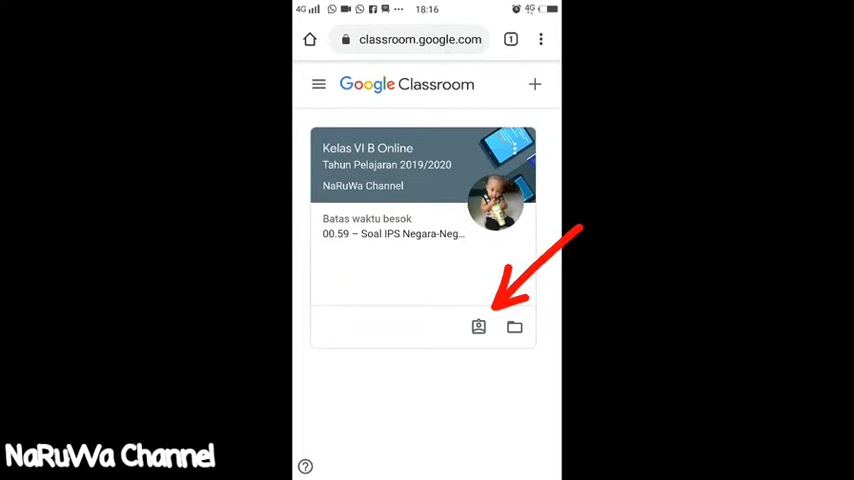 4G 18:16 4G
classroom.google.com 1
Google Classroom
Kelas VI B Online
Tahun Pelajaran 2019/2020
NaRuWa Channel
Batas waktu besok
00.59 – Soal IPS Negara-Neg...
NaRuWa Channel